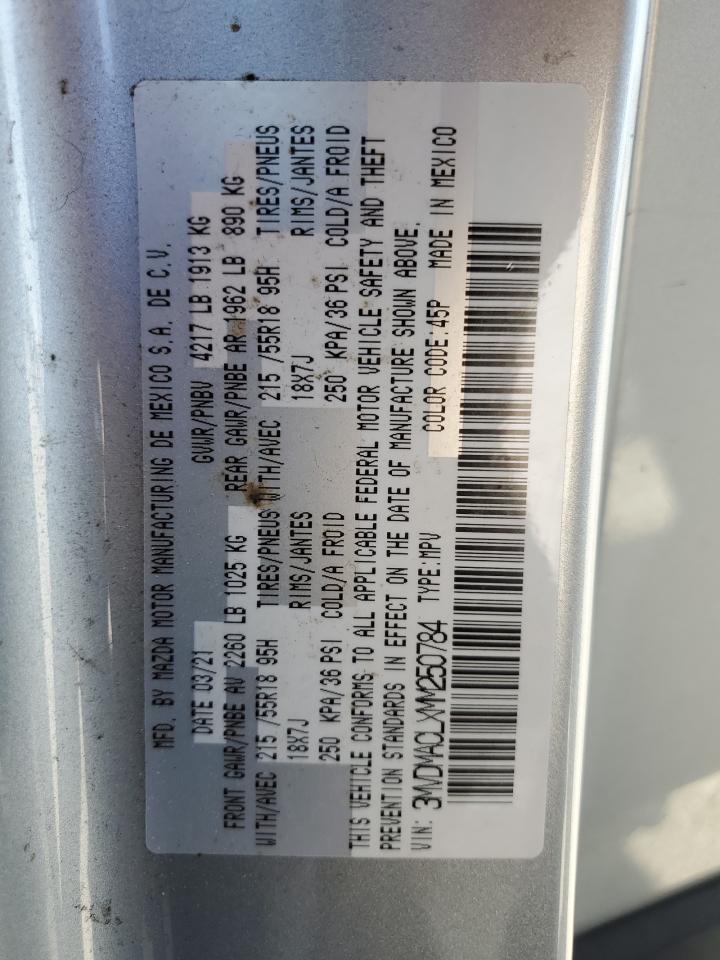 MFD. BY MAZDA MOTOR MANUFACTURING DE MEXICO S.A. DE C.V.
DATE 03/21 GVWR/PNBV 4217 LB 1913 KG
FRONT GAWR/PNBE AV 2260 LB 1025 KG REAR GAWR/PNBE AR 1962 LB 890 KG
WITH/AVEC 215 /55R18 95H TIRES/PNEUS WITH/AVEC 215 /55R18 95H TIRES/PNEUS
18X7J RIMS/JANTES 18X7J RIMS/JANTES
250 KPA/36 PSI COLD/A FROID 250 KPA/36 PSI COLD/A FROID
THIS VEHICLE CONFORMS TO ALL APPLICABLE FEDERAL MOTOR VEHICLE SAFETY AND THEFT
PREVENTION STANDARDS IN EFFECT ON THE DATE OF MANUFACTURE SHOWN ABOVE.
VIN: 3MVDMACLXMM250784 TYPE:MPV COLOR CODE:45P MADE IN MEXICO